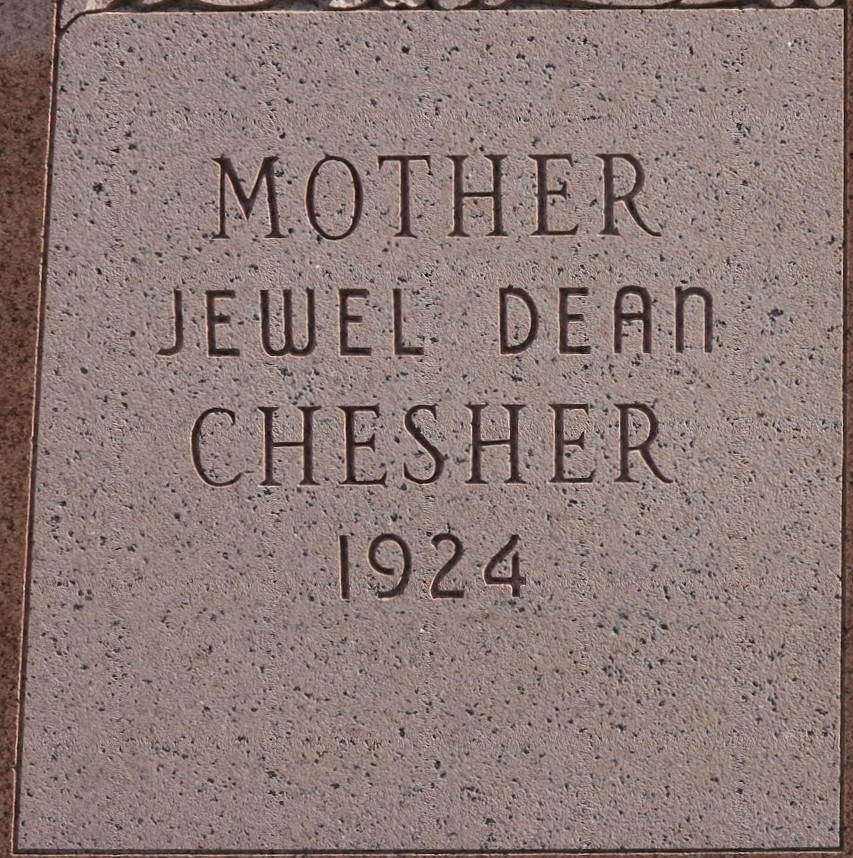 MOTHER
JEWEL DEAN
CHESHER
1924